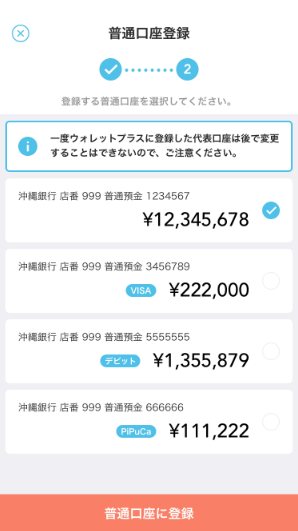 普通口座登録
2
登録する普通口座を選択してください。
一度ウォレットプラスに登録した代表口座は後で変更
することはできないので、ご注意ください。
沖縄銀行 店番 999 普通預金 1234567
¥12,345,678
沖縄銀行 店番 999 普通預金 3456789
VISA ¥222,000
沖縄銀行 店番 999 普通預金 5555555
デビット ¥1,355,879
沖縄銀行 店番 999 普通預金 666666
PiPuCa ¥111,222
普通口座に登録